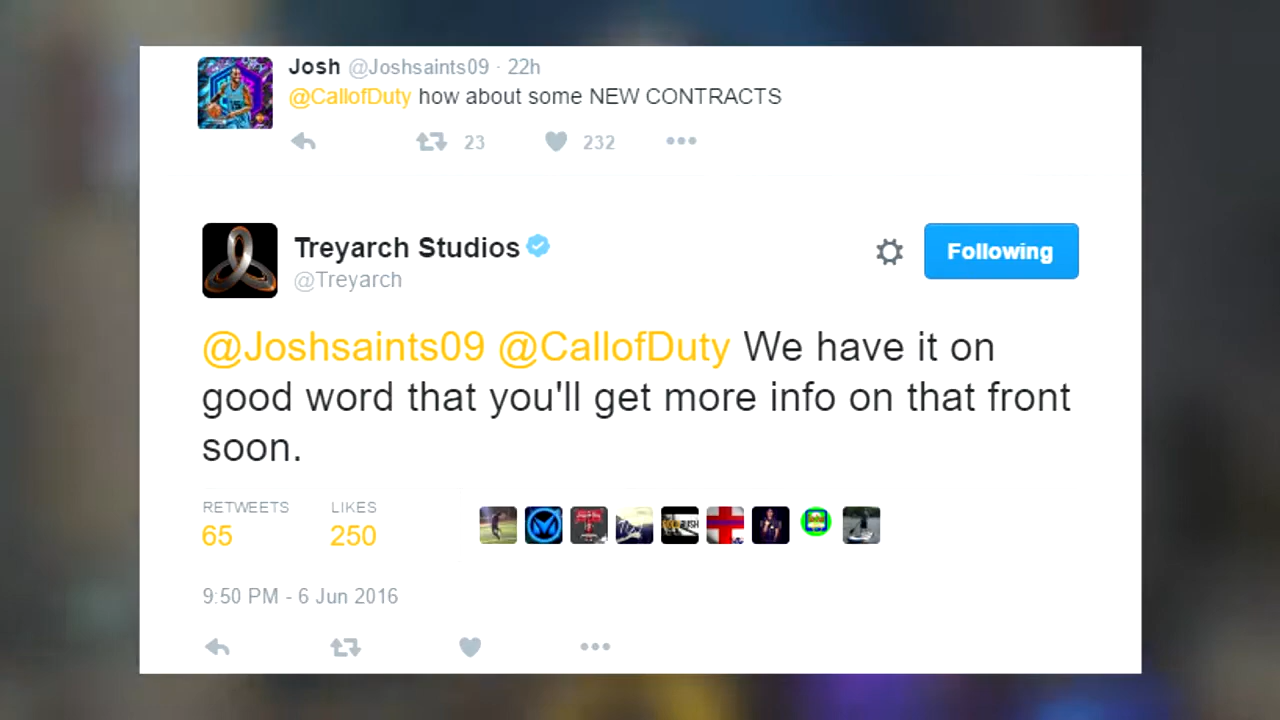 Josh @Joshsaints09 · 22h
@CallofDuty how about some NEW CONTRACTS
23 232
Treyarch Studios
@Treyarch
Following
@Joshsaints09 @CallofDuty We have it on
good word that you'll get more info on that front
soon.
RETWEETS LIKES
65 250
9:50 PM - 6 Jun 2016